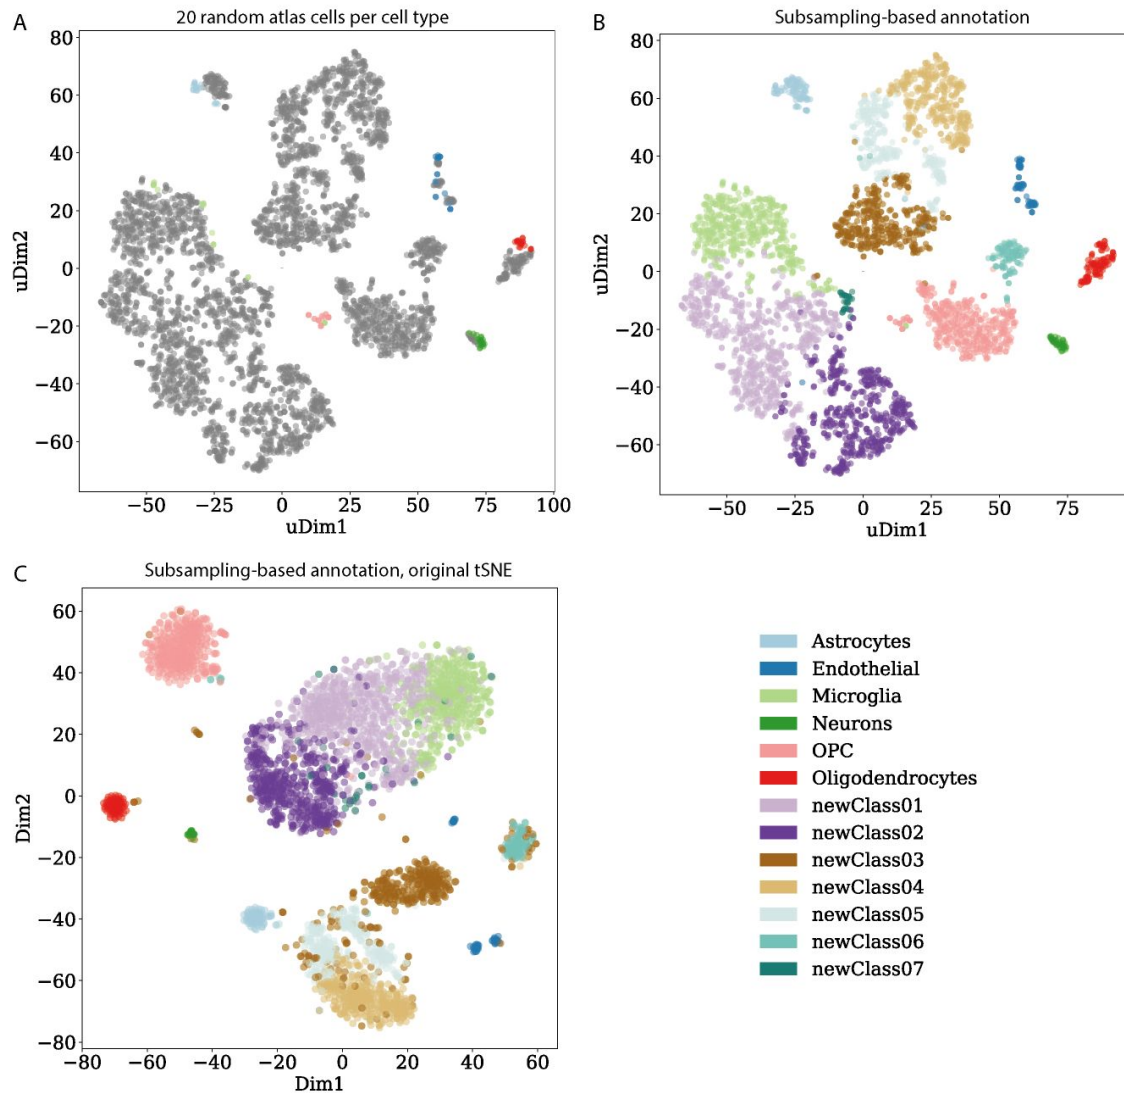 A
20 random atlas cells per cell type
80
60
40
20
0
−20
−40
−60
uDim2
−50
−25
0
25
50
75
100
uDim1
B
Subsampling-based annotation
80
60
40
20
0
−20
−40
−60
uDim2
−50
−25
0
25
50
75
uDim1
C
Subsampling-based annotation, original tSNE
60
40
20
0
−20
−40
−60
−80
Dim2
−80
−60
−40
−20
0
20
40
60
Dim1
Astrocytes
Endothelial
Microglia
Neurons
OPC
Oligodendrocytes
newClass01
newClass02
newClass03
newClass04
newClass05
newClass06
newClass07